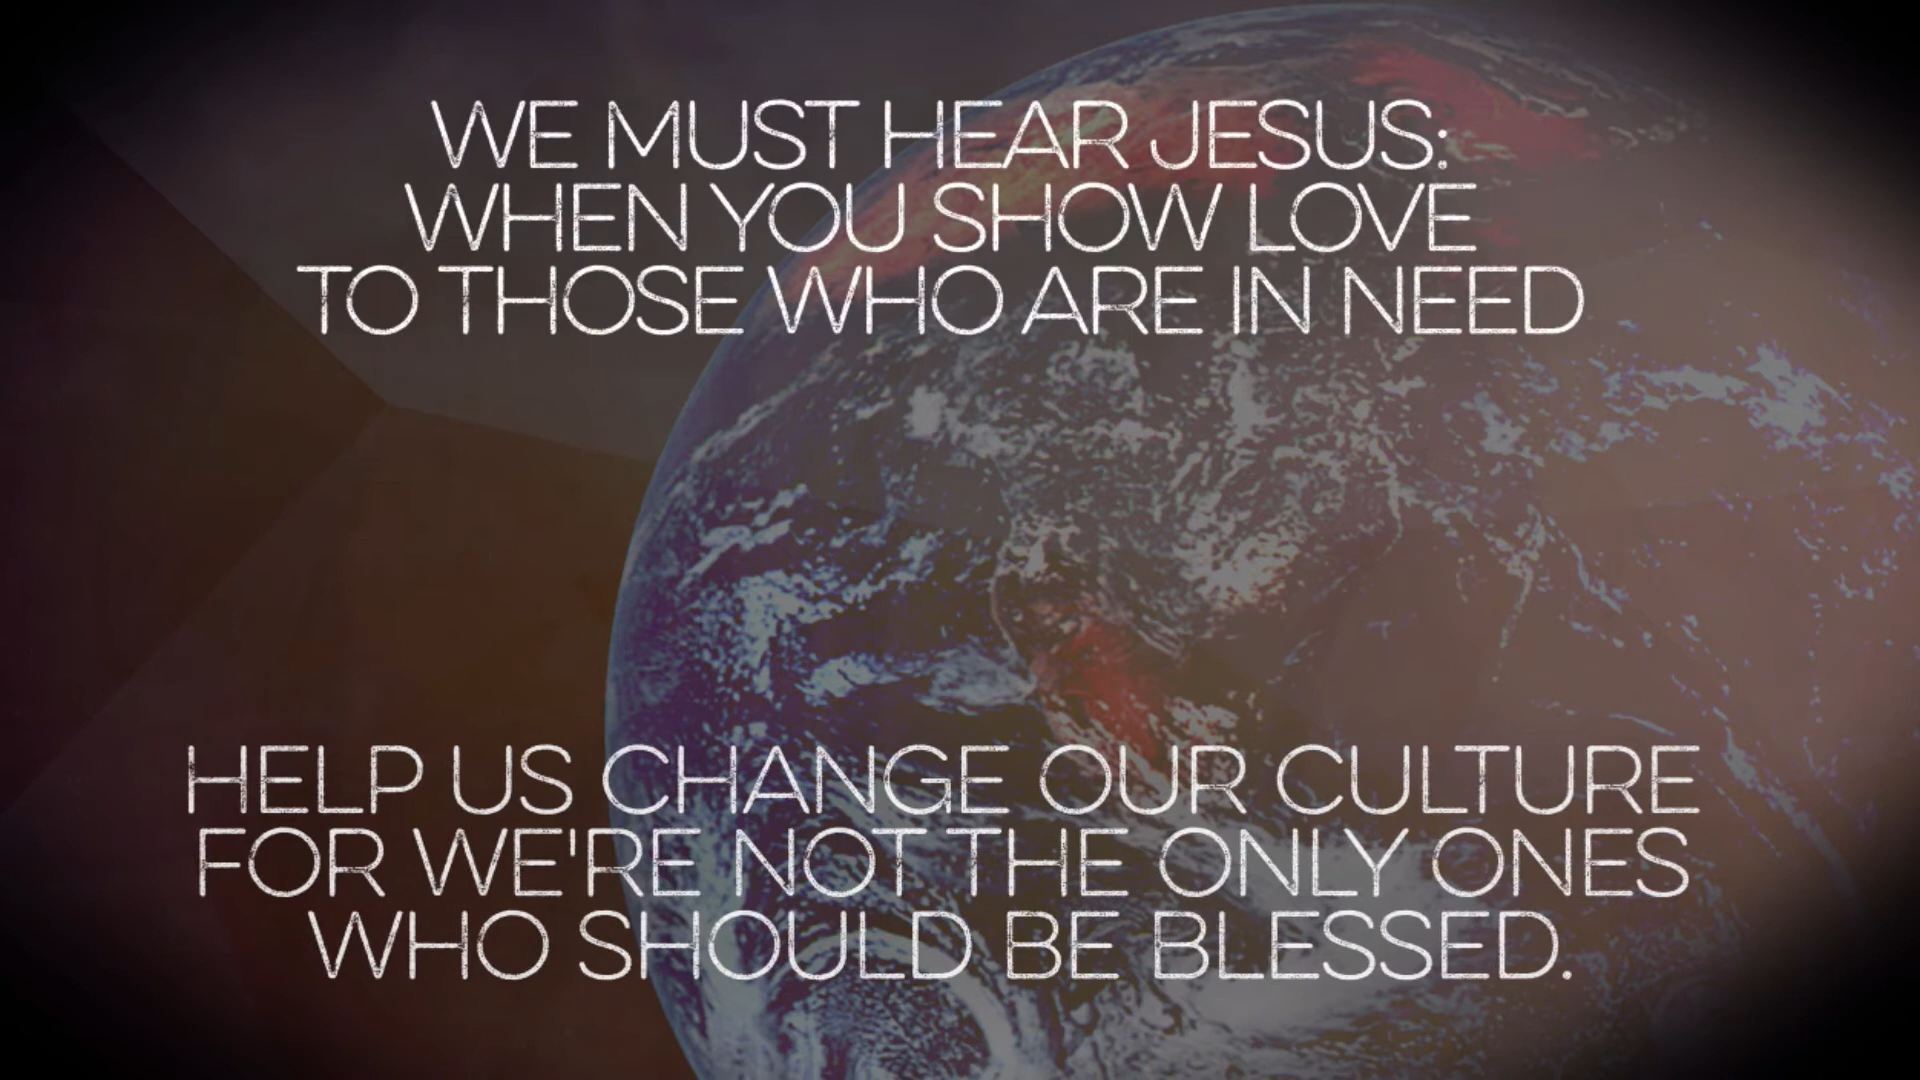 WE MUST HEAR JESUS:
WHEN YOU SHOW LOVE
TO THOSE WHO ARE IN NEED
HELP US CHANGE OUR CULTURE
FOR WE'RE NOT THE ONLY ONES
WHO SHOULD BE BLESSED.